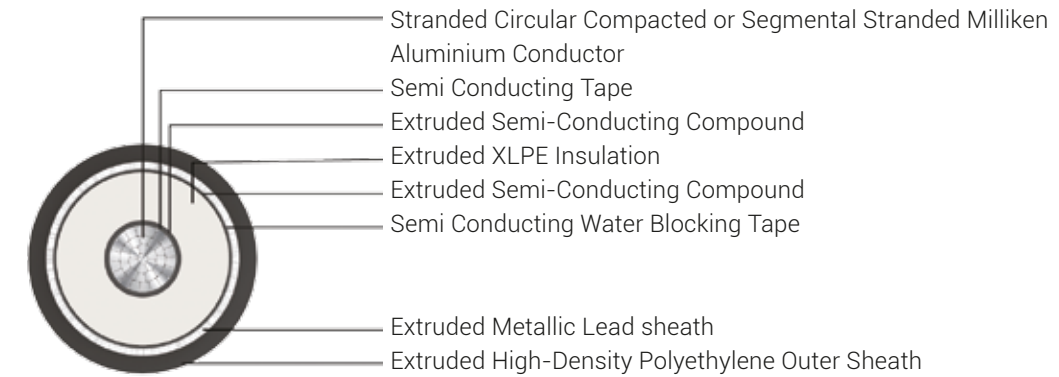 Stranded Circular Compacted or Segmental Stranded Milliken
Aluminium Conductor
Semi Conducting Tape
Extruded Semi-Conducting Compound
Extruded XLPE Insulation
Extruded Semi-Conducting Compound
Semi Conducting Water Blocking Tape
Extruded Metallic Lead sheath
Extruded High-Density Polyethylene Outer Sheath